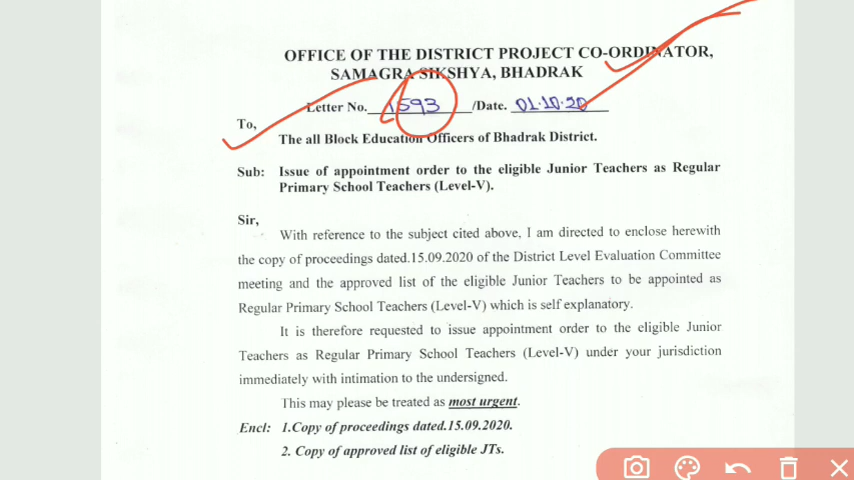 OFFICE OF THE DISTRICT PROJECT CO-ORDINATOR,
SAMAGRA SIKSHYA, BHADRAK
Letter No. 1593 /Date. 01.10.20
To,
The all Block Education Officers of Bhadrak District.
Sub: Issue of appointment order to the eligible Junior Teachers as Regular
Primary School Teachers (Level-V).
Sir,
With reference to the subject cited above, I am directed to enclose herewith
the copy of proceedings dated.15.09.2020 of the District Level Evaluation Committee
meeting and the approved list of the eligible Junior Teachers to be appointed as
Regular Primary School Teachers (Level-V) which is self explanatory.
It is therefore requested to issue appointment order to the eligible Junior
Teachers as Regular Primary School Teachers (Level-V) under your jurisdiction
immediately with intimation to the undersigned.
This may please be treated as most urgent.
Encl: 1.Copy of proceedings dated.15.09.2020.
2. Copy of approved list of eligible JTs.